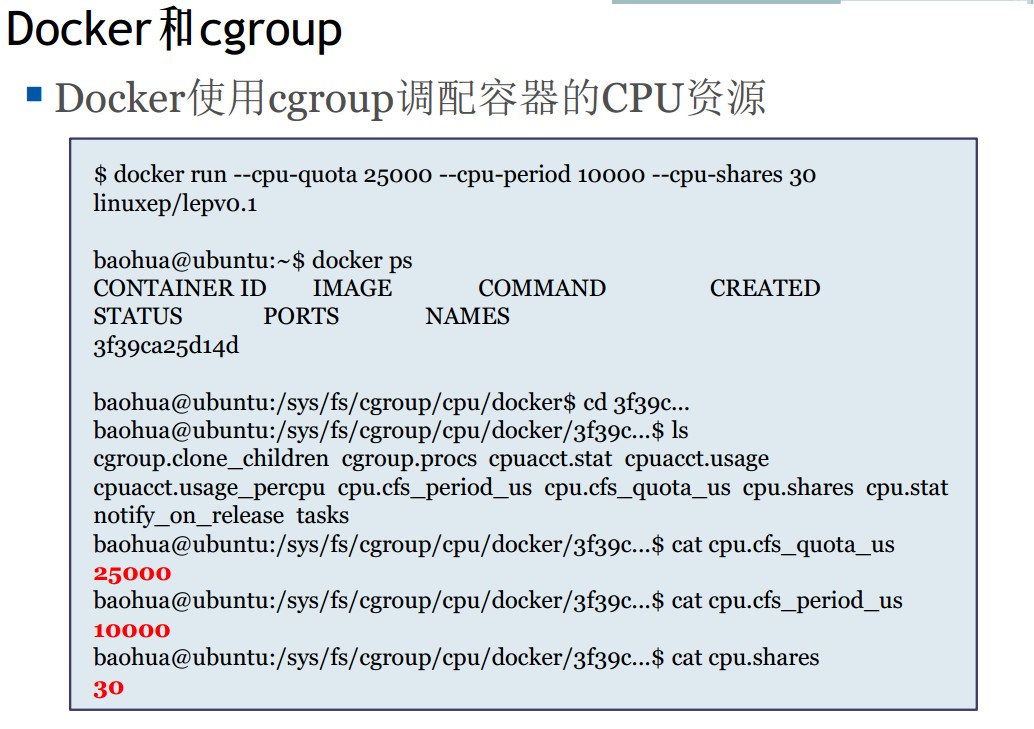 Docker和cgroup
Docker使用cgroup调配容器的CPU资源
$ docker run --cpu-quota 25000 --cpu-period 10000 --cpu-shares 30
linuxep/lepv0.1
baohua@ubuntu:~$ docker ps
CONTAINER ID IMAGE COMMAND CREATED
STATUS PORTS NAMES
3f39ca25d14d
baohua@ubuntu:/sys/fs/cgroup/cpu/docker$ cd 3f39c...
baohua@ubuntu:/sys/fs/cgroup/cpu/docker/3f39c...$ ls
cgroup.clone_children cgroup.procs cpuacct.stat cpuacct.usage
cpuacct.usage_percpu cpu.cfs_period_us cpu.cfs_quota_us cpu.shares cpu.stat
notify_on_release tasks
baohua@ubuntu:/sys/fs/cgroup/cpu/docker/3f39c...$ cat cpu.cfs_quota_us
25000
baohua@ubuntu:/sys/fs/cgroup/cpu/docker/3f39c...$ cat cpu.cfs_period_us
10000
baohua@ubuntu:/sys/fs/cgroup/cpu/docker/3f39c...$ cat cpu.shares
30